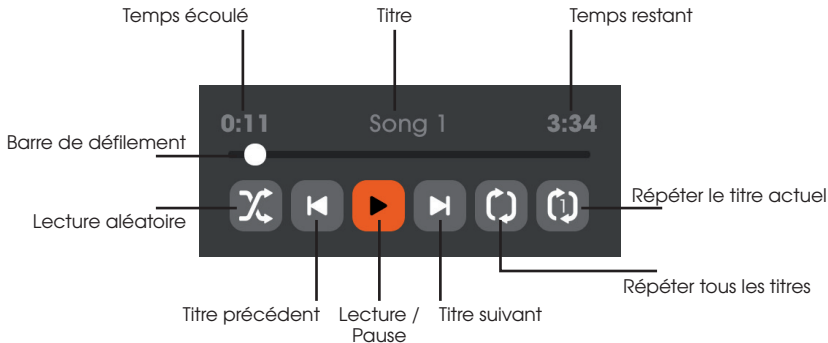 Temps écoulé
Titre
Temps restant
0:11
Song 1
3:34
Barre de défilement
1
Répéter le titre actuel
Lecture aléatoire
Répéter tous les titres
Titre précédent
Lecture /
Pause
Titre suivant